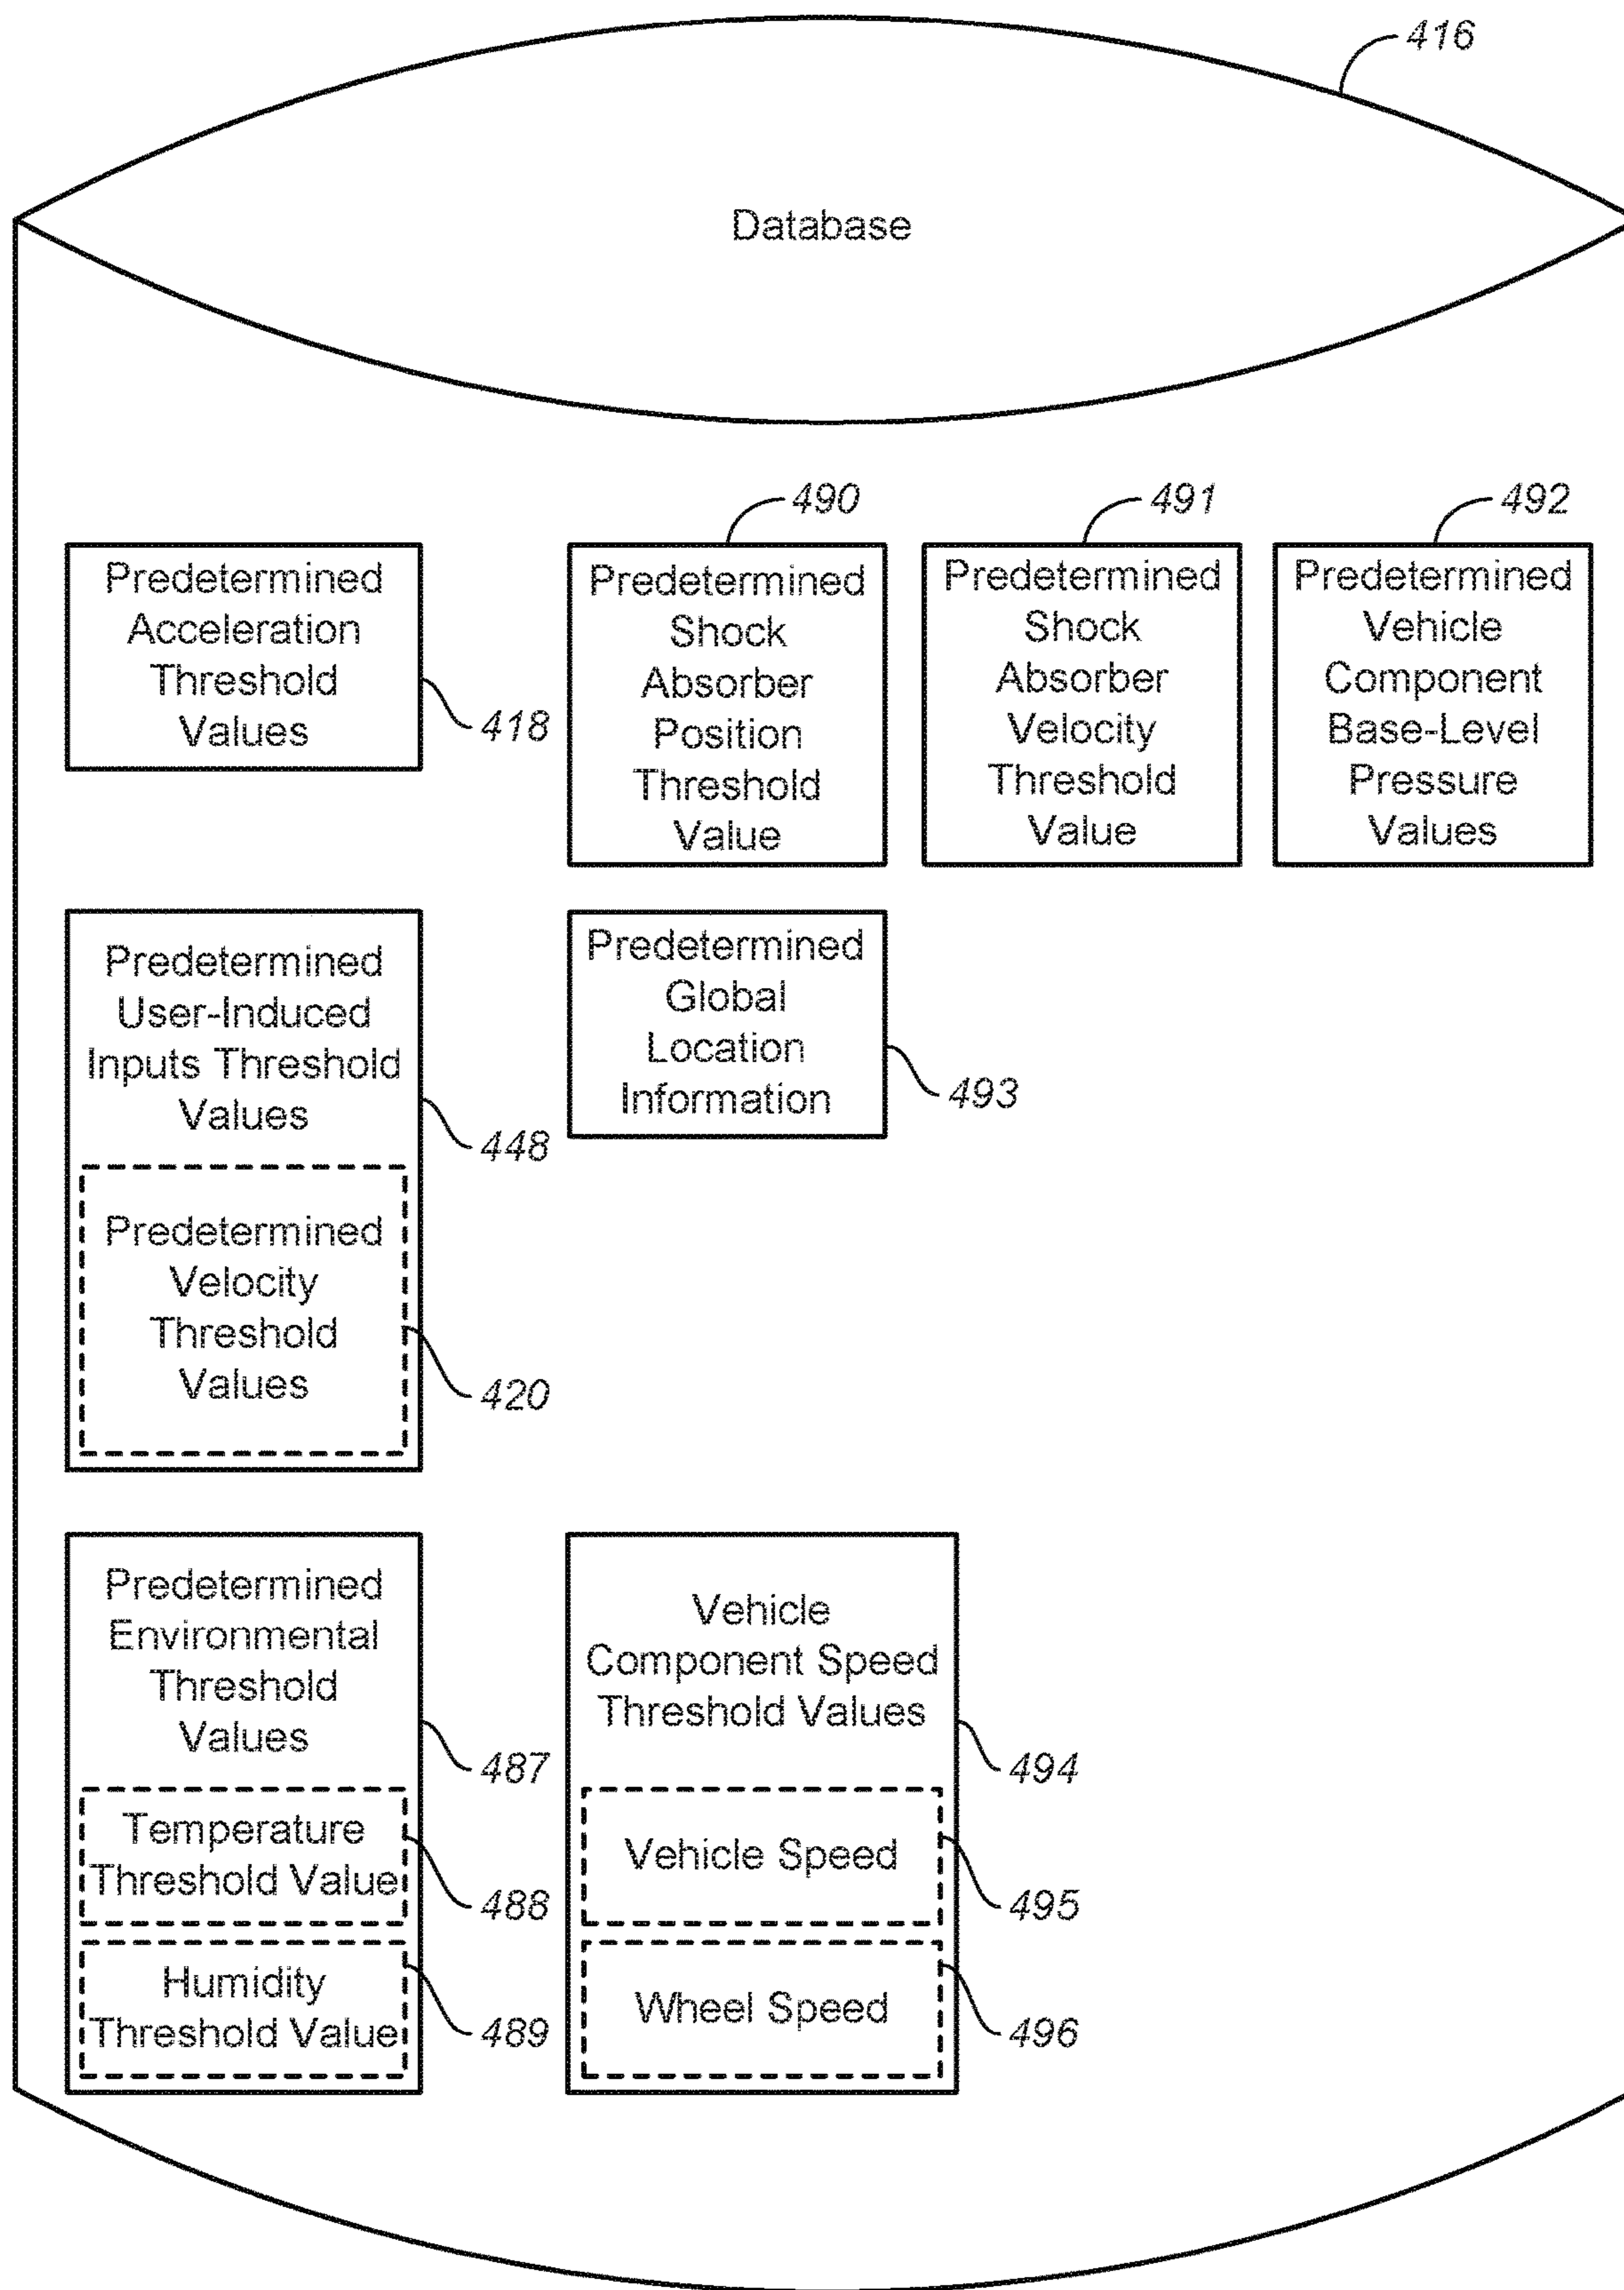 416
Database
Predetermined
Acceleration
Threshold
Values
418
490
Predetermined
Shock
Absorber
Position
Threshold
Value
491
Predetermined
Shock
Absorber
Velocity
Threshold
Value
492
Predetermined
Vehicle
Component
Base-Level
Pressure
Values
Predetermined
User-Induced
Inputs Threshold
Values
448
Predetermined
Velocity
Threshold
Values
420
Predetermined
Global
Location
Information
493
Predetermined
Environmental
Threshold
Values
487
Temperature
Threshold Value
488
Humidity
Threshold Value
489
Vehicle
Component Speed
Threshold Values
494
Vehicle Speed
495
Wheel Speed
496